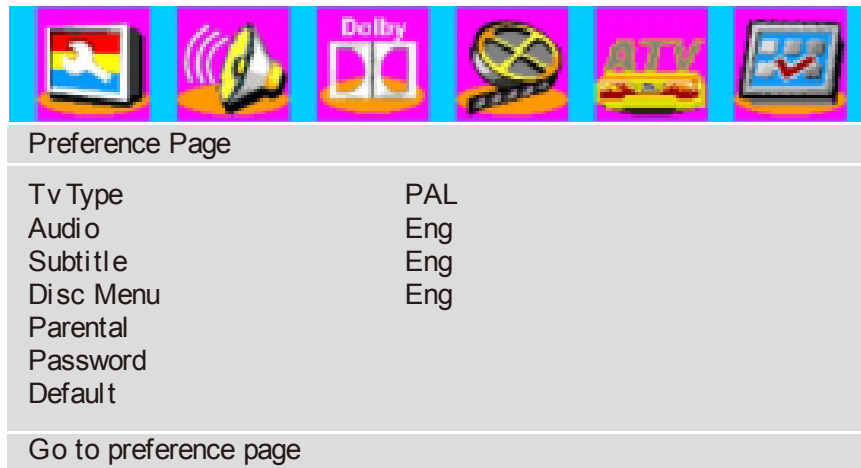 Dolby
ATV
Preference Page
Tv Type PAL
Audio Eng
Subtitle Eng
Disc Menu Eng
Parental
Password
Default
Go to preference page